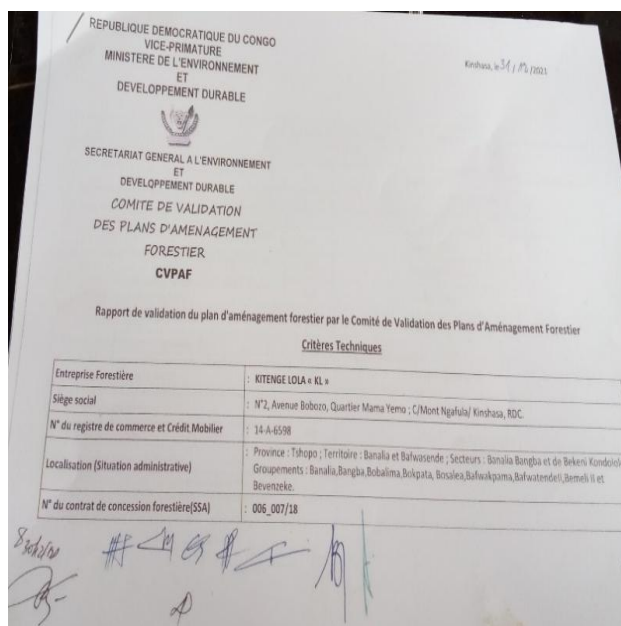 REPUBLIQUE DEMOCRATIQUE DU CONGO
VICE-PRIMATURE
MINISTERE DE L'ENVIRONNEMENT
ET
DEVELOPPEMENT DURABLE
Kinshasa, le 31 / /2021
SECRETARIAT GENERAL A L'ENVIRONNEMENT
ET
DEVELOPPEMENT DURABLE
COMITE DE VALIDATION
DES PLANS D'AMENAGEMENT
FORESTIER
CVPAF
Rapport de validation du plan d'aménagement forestier par le Comité de Validation des Plans d'Aménagement Forestier
Critères Techniques
Entreprise Forestière : KITENGE LOLA « KL »
Siège social : N°2, Avenue Bobozo, Quartier Mama Yemo ; C/Mont Ngafula/ Kinshasa, RDC.
N° du registre de commerce et Crédit Mobilier : 14-A-6598
Localisation (Situation administrative) : Province : Tshopo ; Territoire : Banalia et Bafwasende ; Secteurs : Banalia Bangba et de Bekeni Kondolole
Groupements : Banalia,Bangba,Bobalima,Bokpata, Bosalea,Bafwakpama,Bafwatendeli,Bemeli II et
Bevenzeke.
N° du contrat de concession forestière(SSA) : 006_007/18